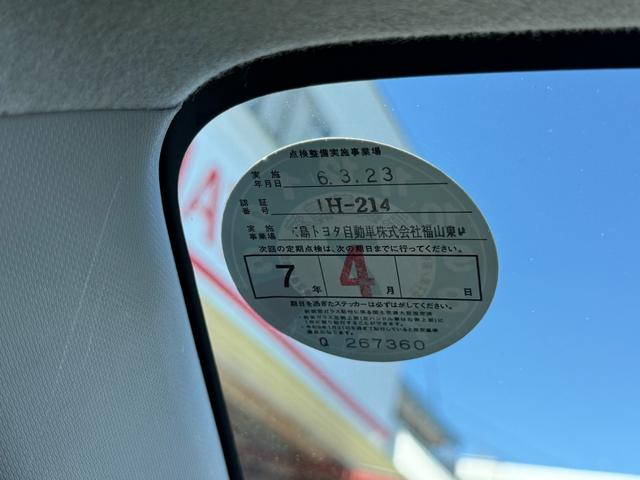 点検整備実施事業場
実施年月日 6.3.23
認証番号 1H-214
実施事業場 島トヨタ自動車株式会社福山東
次回の定期点検は、次の期日までに行ってください。
7年 4月 日
期日を過ぎたステッカーは必ずはがしてください。
Q 267360
A